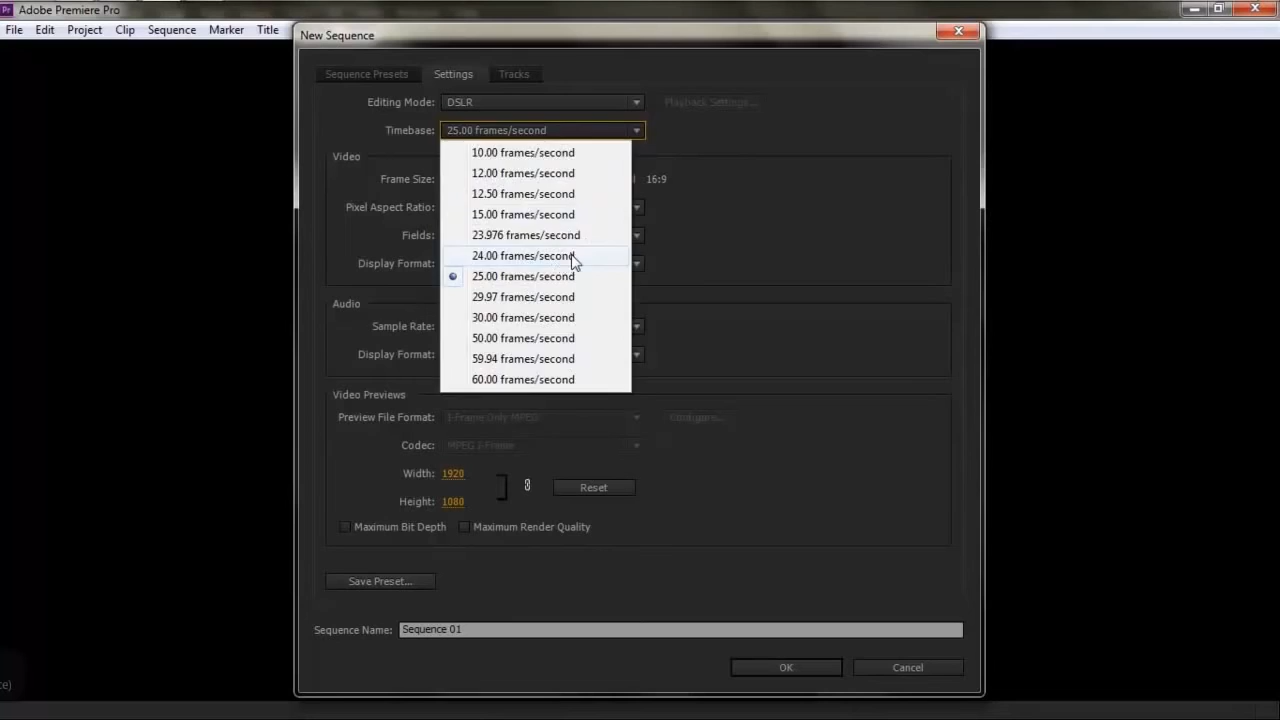 Pr Adobe Premiere Pro
File Edit Project Clip Sequence Marker Title
New Sequence
Sequence Presets Settings Tracks
Editing Mode: DSLR Playback Settings...
Timebase: 25.00 frames/second
10.00 frames/second
Video
12.00 frames/second
Frame Size: 16:9
12.50 frames/second
Pixel Aspect Ratio:
15.00 frames/second
Fields:
23.976 frames/second
24.00 frames/second
Display Format:
25.00 frames/second
29.97 frames/second
Audio
30.00 frames/second
Sample Rate:
50.00 frames/second
Display Format:
59.94 frames/second
60.00 frames/second
Video Previews
Preview File Format: I-Frame Only MPEG Configure...
Codec: MPEG I-Frame
Width: 1920
Reset
Height: 1080
Maximum Bit Depth Maximum Render Quality
Save Preset...
Sequence Name: Sequence 01
OK Cancel